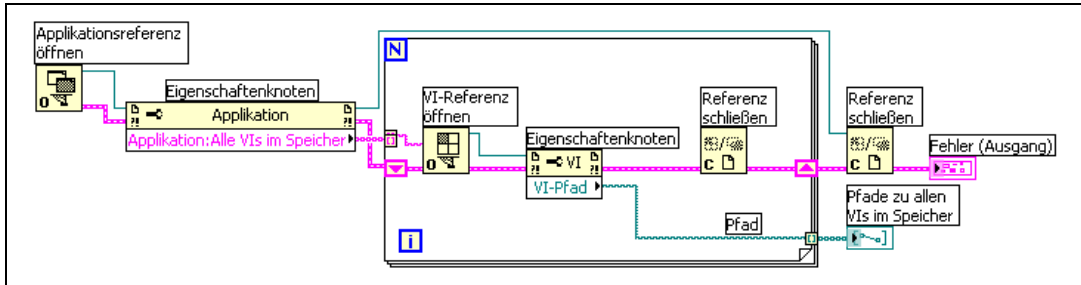 Applikationsreferenz
öffnen
Eigenschaftenknoten
Applikation
Applikation:Alle VIs im Speicher
N
VI-Referenz
öffnen
Eigenschaftenknoten
VI
VI-Pfad
Referenz
schließen
Referenz
schließen
Fehler (Ausgang)
Pfade zu allen
VIs im Speicher
Pfad
i